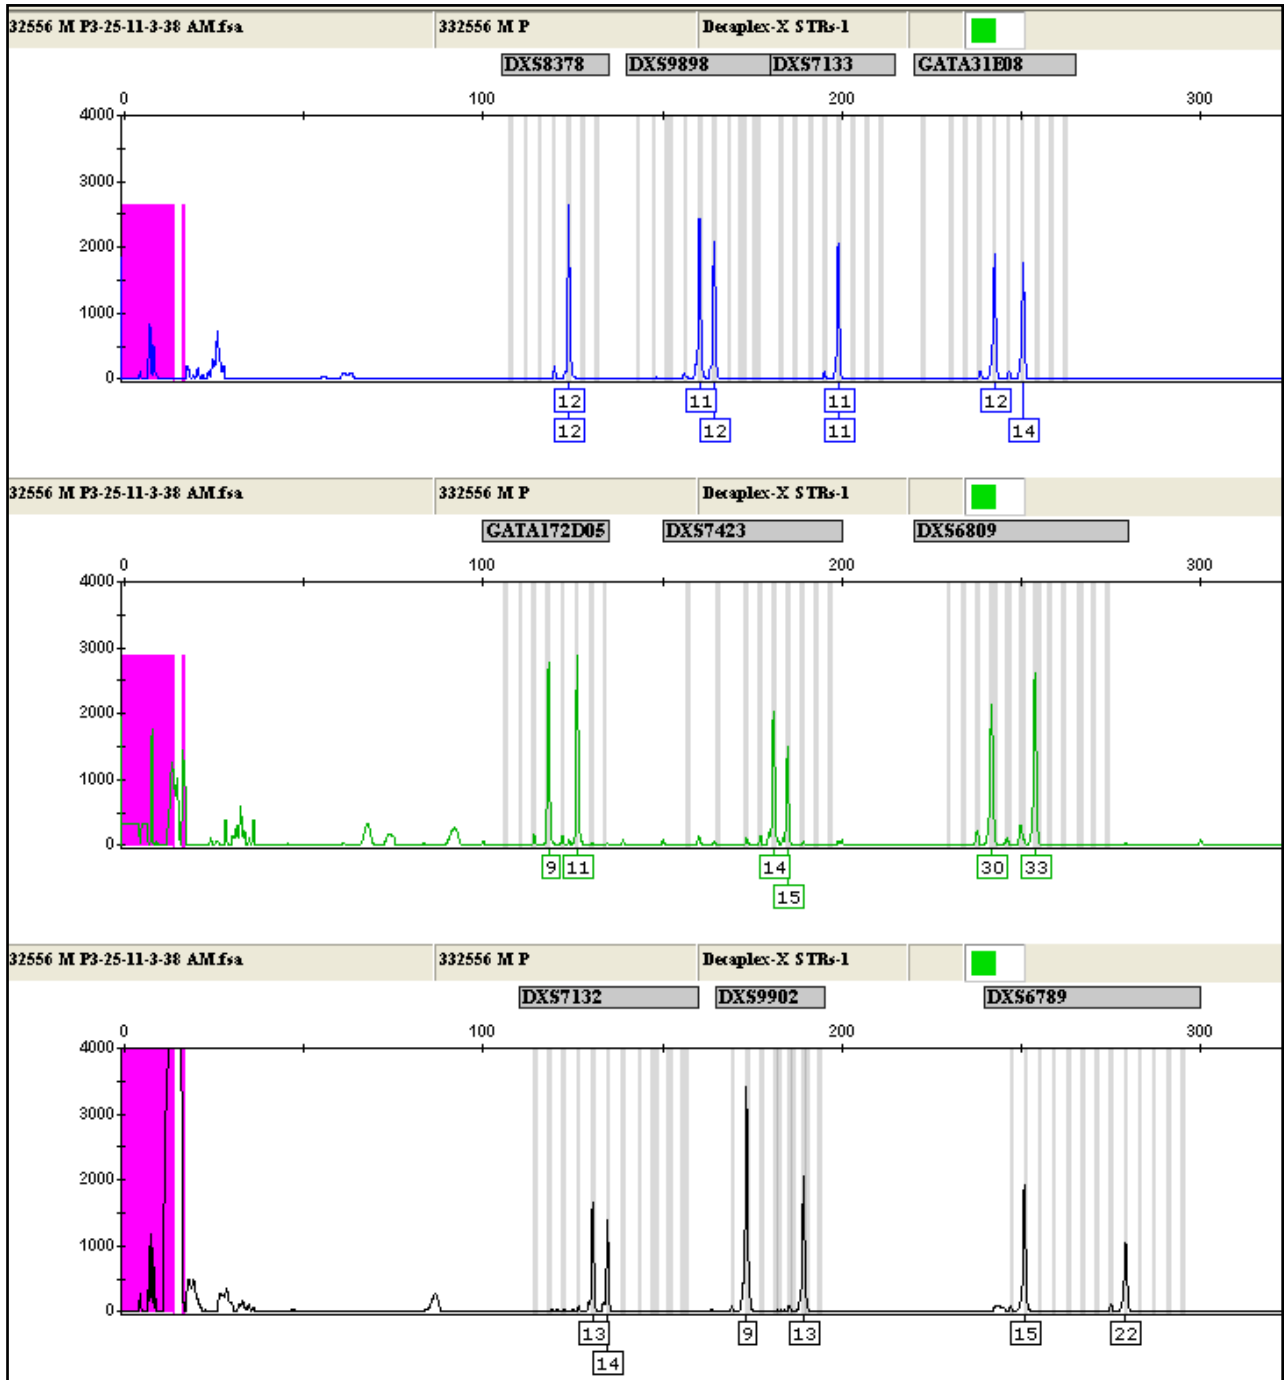 32556 M P3-25-11-3-38 AM.fsa 332556 M P Decaplex-X STRs-1
DXS8378 DXS9898 DXS7133 GATA31E08
0 100 200 300
4000
3000
2000
1000
0
12 11 11 12
12 12 11 14
32556 M P3-25-11-3-38 AM.fsa 332556 M P Decaplex-X STRs-1
GATA172D05 DXS7423 DXS6809
0 100 200 300
4000
3000
2000
1000
0
9 11 14 30 33
15
32556 M P3-25-11-3-38 AM.fsa 332556 M P Decaplex-X STRs-1
DXS7132 DXS9902 DXS6789
0 100 200 300
4000
3000
2000
1000
0
13 9 13 15 22
14